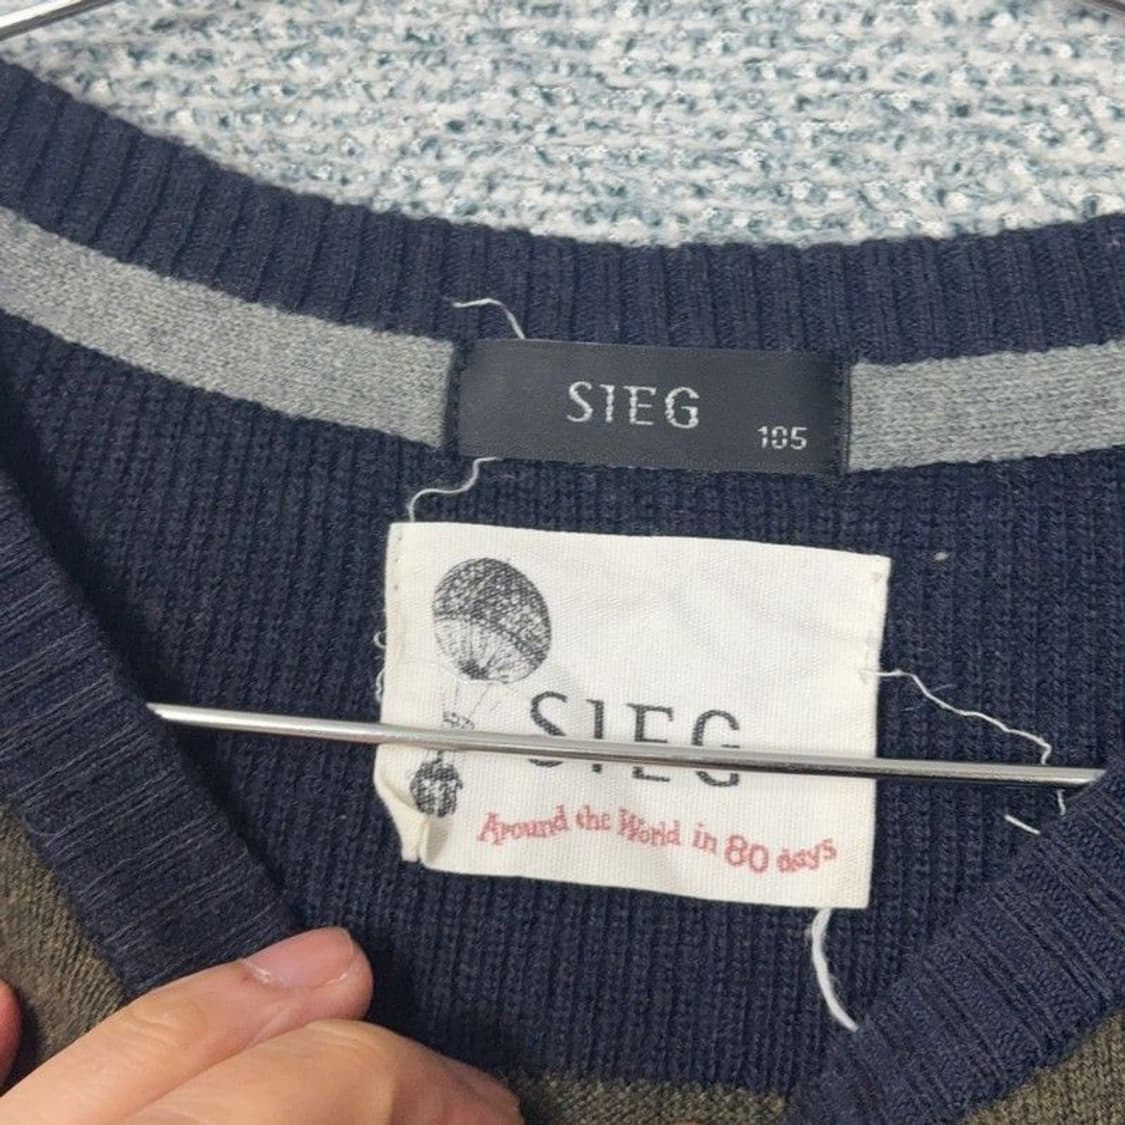 SIEG
105
SIEG
Around the World in 80 days